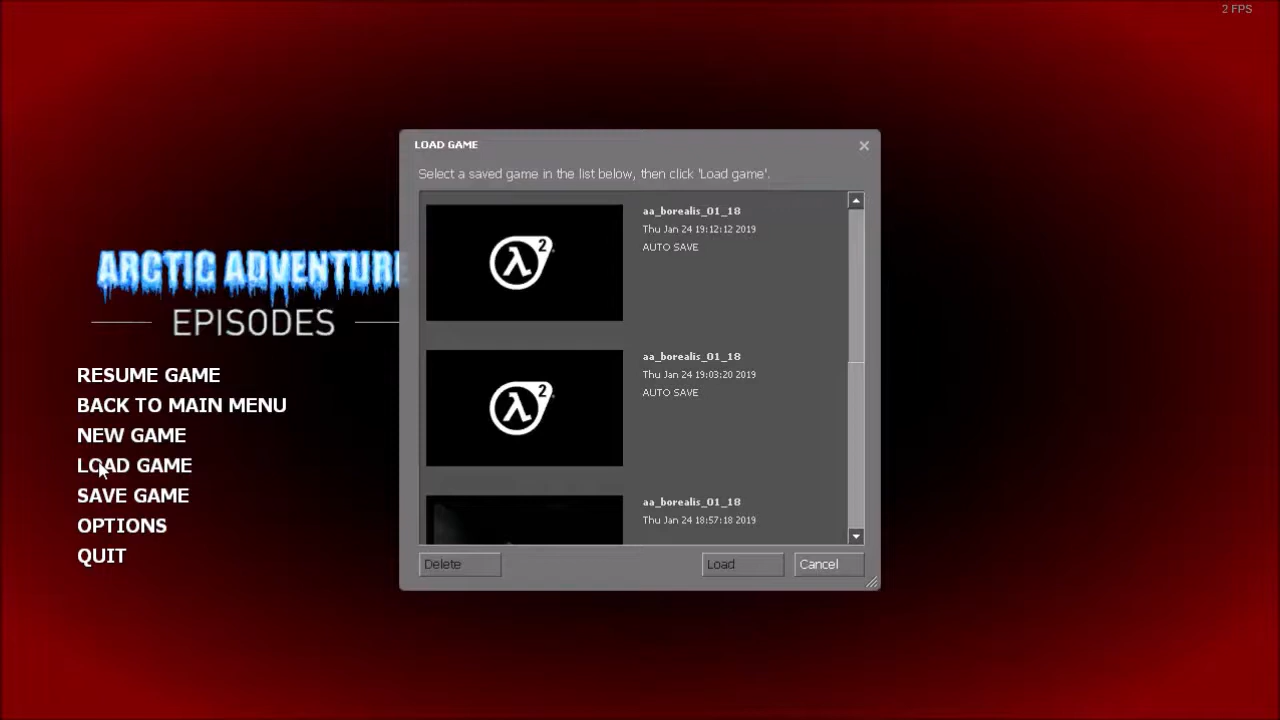 2 FPS
LOAD GAME
Select a saved game in the list below, then click 'Load game'.
aa_borealis_01_18
Thu Jan 24 19:12:12 2019
AUTO SAVE
2
aa_borealis_01_18
Thu Jan 24 19:03:20 2019
AUTO SAVE
2
aa_borealis_01_18
Thu Jan 24 18:57:18 2019
Delete
Load
Cancel
ARCTIC ADVENTURE
EPISODES
RESUME GAME
BACK TO MAIN MENU
NEW GAME
LOAD GAME
SAVE GAME
OPTIONS
QUIT